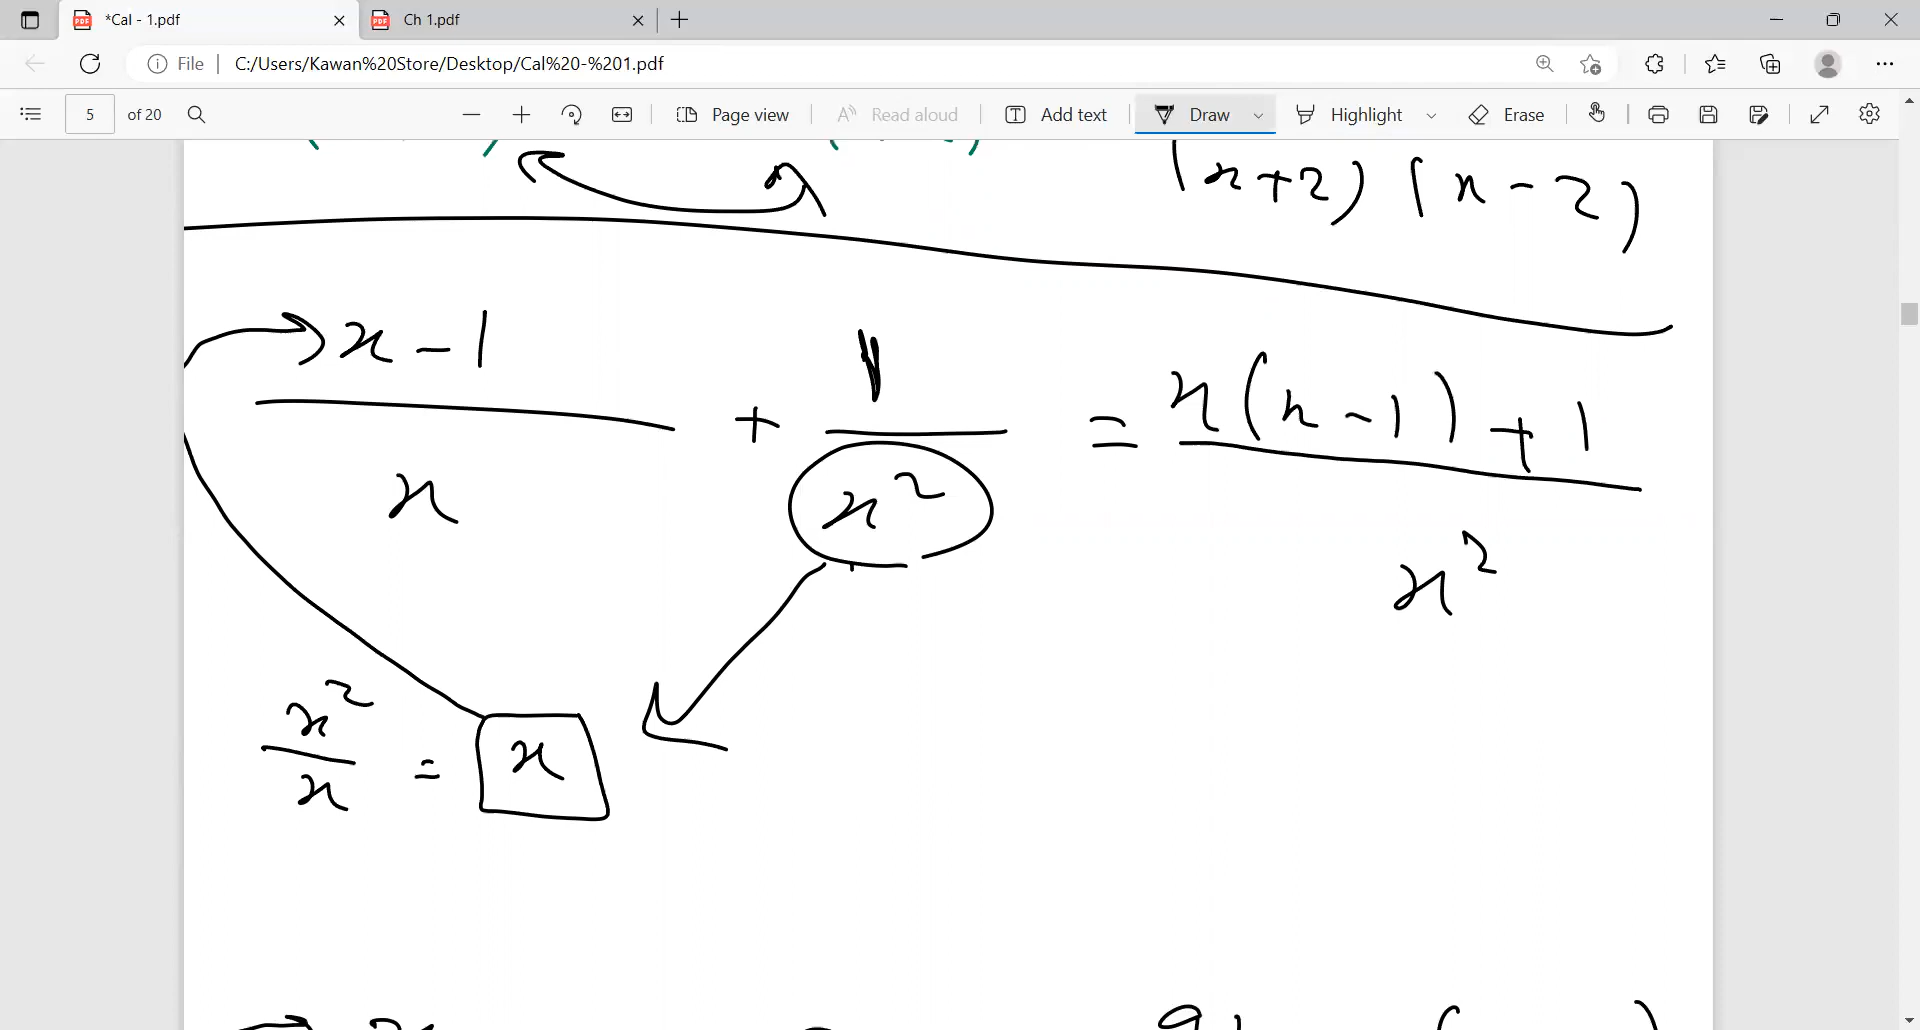 *Cal - 1.pdf
Ch 1.pdf
File
C:/Users/Kawan%20Store/Desktop/Cal%20-%201.pdf
5 of 20
Page view
Read aloud
Add text
Draw
Highlight
Erase
(x+2) (x-2)
x-1/x + 1/x² = x(x-1)+1/x²
x²/x = x